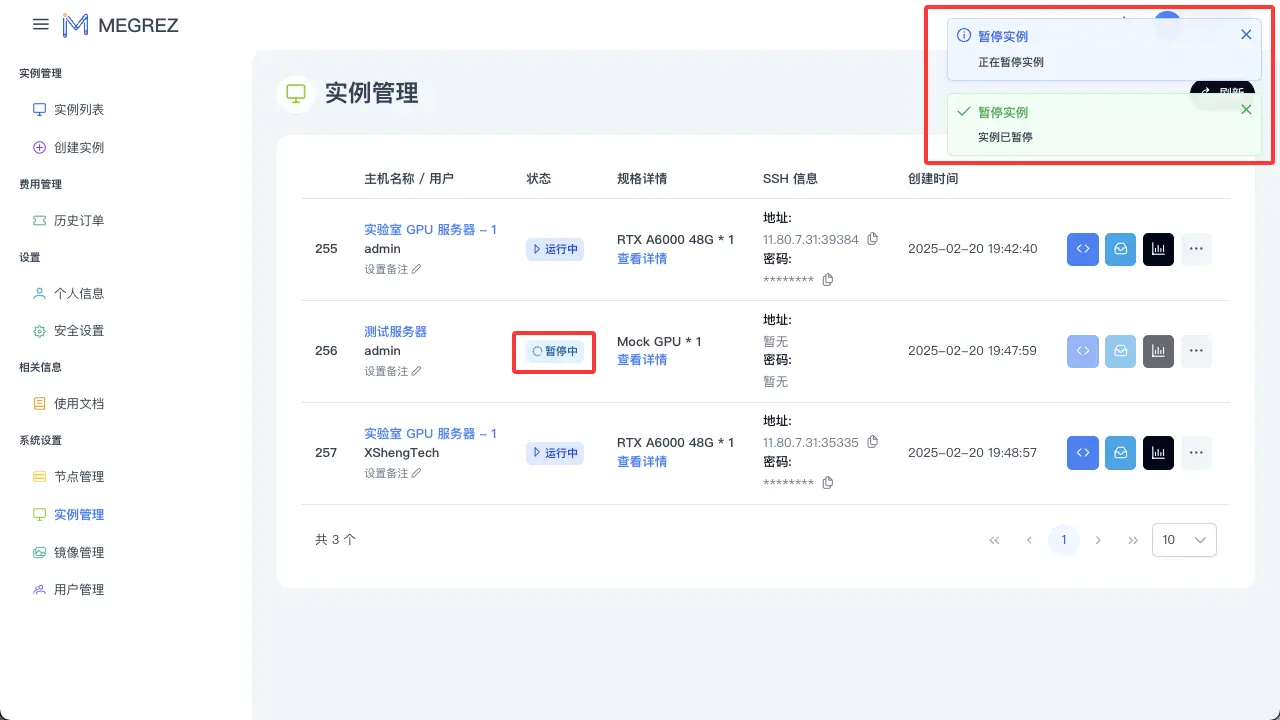 MEGREZ
实例管理
实例列表
创建实例
费用管理
历史订单
设置
个人信息
安全设置
相关信息
使用文档
系统设置
节点管理
实例管理
镜像管理
用户管理
实例管理
刷新
暂停实例
正在暂停实例
暂停实例
实例已暂停
主机名称 / 用户 状态 规格详情 SSH 信息 创建时间
255
实验室 GPU 服务器 – 1
admin
设置备注
运行中
RTX A6000 48G * 1
查看详情
地址:
11.80.7.31:39384
密码:
********
2025-02-20 19:42:40
256
测试服务器
admin
设置备注
暂停中
Mock GPU * 1
查看详情
地址:
暂无
密码:
暂无
2025-02-20 19:47:59
257
实验室 GPU 服务器 – 1
XShengTech
设置备注
运行中
RTX A6000 48G * 1
查看详情
地址:
11.80.7.31:35335
密码:
********
2025-02-20 19:48:57
共 3 个
1
10